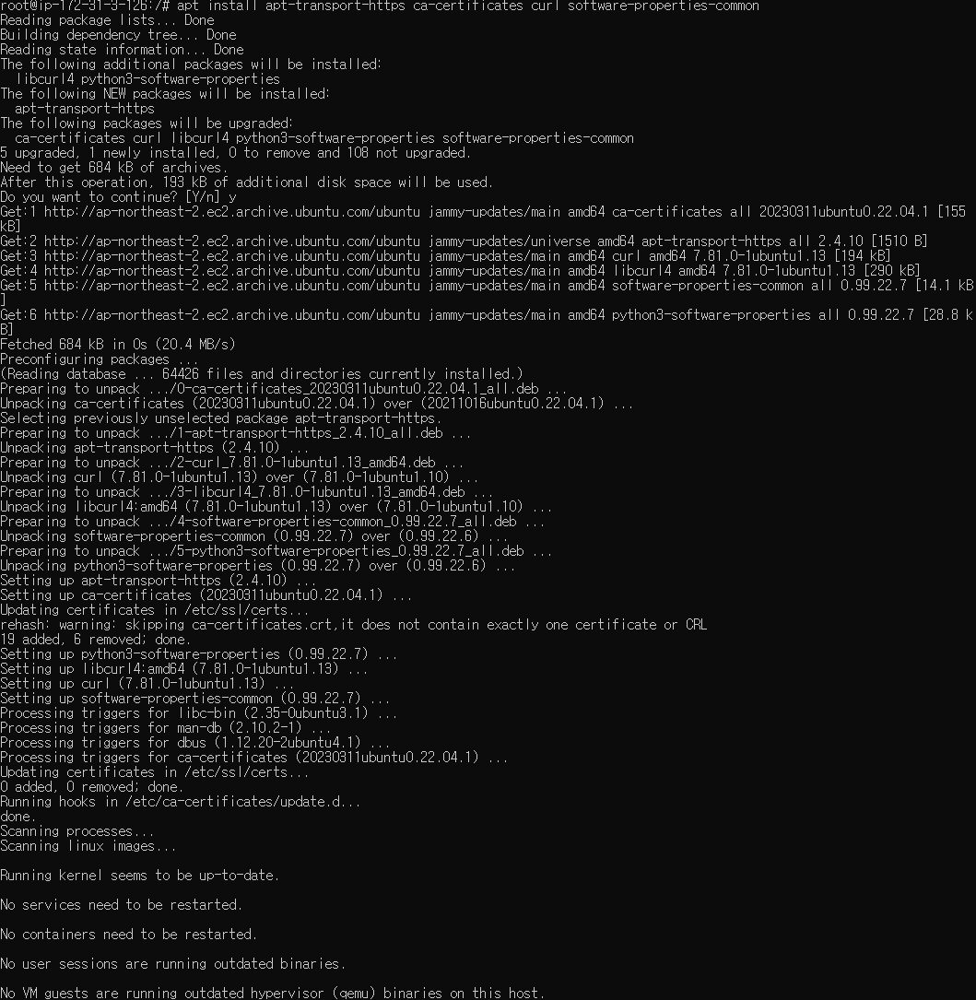 root@ip-172-31-3-126:/# apt install apt-transport-https ca-certificates curl software-properties-common
Reading package lists... Done
Building dependency tree... Done
Reading state information... Done
The following additional packages will be installed:
  libcurl4 python3-software-properties
The following NEW packages will be installed:
  apt-transport-https
The following packages will be upgraded:
  ca-certificates curl libcurl4 python3-software-properties software-properties-common
5 upgraded, 1 newly installed, 0 to remove and 108 not upgraded.
Need to get 684 kB of archives.
After this operation, 193 kB of additional disk space will be used.
Do you want to continue? [Y/n] y
Get:1 http://ap-northeast-2.ec2.archive.ubuntu.com/ubuntu jammy-updates/main amd64 ca-certificates all 20230311ubuntu0.22.04.1 [155
kB]
Get:2 http://ap-northeast-2.ec2.archive.ubuntu.com/ubuntu jammy-updates/universe amd64 apt-transport-https all 2.4.10 [1510 B]
Get:3 http://ap-northeast-2.ec2.archive.ubuntu.com/ubuntu jammy-updates/main amd64 curl amd64 7.81.0-1ubuntu1.13 [194 kB]
Get:4 http://ap-northeast-2.ec2.archive.ubuntu.com/ubuntu jammy-updates/main amd64 libcurl4 amd64 7.81.0-1ubuntu1.13 [290 kB]
Get:5 http://ap-northeast-2.ec2.archive.ubuntu.com/ubuntu jammy-updates/main amd64 software-properties-common all 0.99.22.7 [14.1 kB
]
Get:6 http://ap-northeast-2.ec2.archive.ubuntu.com/ubuntu jammy-updates/main amd64 python3-software-properties all 0.99.22.7 [28.8 k
B]
Fetched 684 kB in 0s (20.4 MB/s)
Preconfiguring packages ...
(Reading database ... 64426 files and directories currently installed.)
Preparing to unpack .../0-ca-certificates_20230311ubuntu0.22.04.1_all.deb ...
Unpacking ca-certificates (20230311ubuntu0.22.04.1) over (20211016ubuntu0.22.04.1) ...
Selecting previously unselected package apt-transport-https.
Preparing to unpack .../1-apt-transport-https_2.4.10_all.deb ...
Unpacking apt-transport-https (2.4.10) ...
Preparing to unpack .../2-curl_7.81.0-1ubuntu1.13_amd64.deb ...
Unpacking curl (7.81.0-1ubuntu1.13) over (7.81.0-1ubuntu1.10) ...
Preparing to unpack .../3-libcurl4_7.81.0-1ubuntu1.13_amd64.deb ...
Unpacking libcurl4:amd64 (7.81.0-1ubuntu1.13) over (7.81.0-1ubuntu1.10) ...
Preparing to unpack .../4-software-properties-common_0.99.22.7_all.deb ...
Unpacking software-properties-common (0.99.22.7) over (0.99.22.6) ...
Preparing to unpack .../5-python3-software-properties_0.99.22.7_all.deb ...
Unpacking python3-software-properties (0.99.22.7) over (0.99.22.6) ...
Setting up apt-transport-https (2.4.10) ...
Setting up ca-certificates (20230311ubuntu0.22.04.1) ...
Updating certificates in /etc/ssl/certs...
rehash: warning: skipping ca-certificates.crt,it does not contain exactly one certificate or CRL
19 added, 6 removed; done.
Setting up python3-software-properties (0.99.22.7) ...
Setting up libcurl4:amd64 (7.81.0-1ubuntu1.13) ...
Setting up curl (7.81.0-1ubuntu1.13) ...
Setting up software-properties-common (0.99.22.7) ...
Processing triggers for libc-bin (2.35-0ubuntu3.1) ...
Processing triggers for man-db (2.10.2-1) ...
Processing triggers for dbus (1.12.20-2ubuntu4.1) ...
Processing triggers for ca-certificates (20230311ubuntu0.22.04.1) ...
Updating certificates in /etc/ssl/certs...
0 added, 0 removed; done.
Running hooks in /etc/ca-certificates/update.d...
done.
Scanning processes...
Scanning linux images...

Running kernel seems to be up-to-date.

No services need to be restarted.

No containers need to be restarted.

No user sessions are running outdated binaries.

No VM guests are running outdated hypervisor (qemu) binaries on this host.